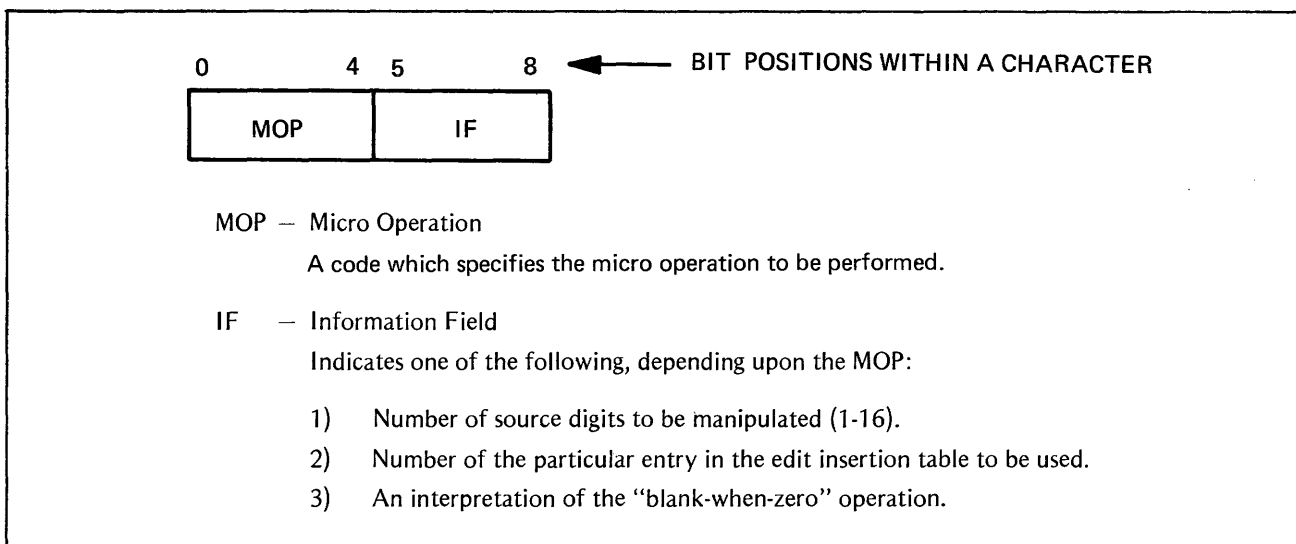 0 4 5 8 BIT POSITIONS WITHIN A CHARACTER
MOP IF
MOP — Micro Operation
A code which specifies the micro operation to be performed.
IF — Information Field
Indicates one of the following, depending upon the MOP:
1) Number of source digits to be manipulated (1-16).
2) Number of the particular entry in the edit insertion table to be used.
3) An interpretation of the “blank-when-zero” operation.